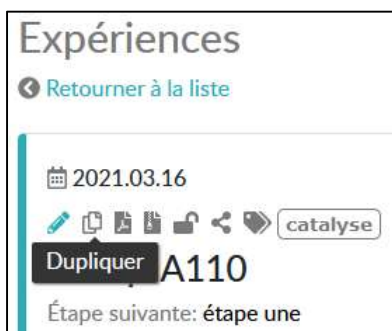 Expériences
Retourner à la liste
2021.03.16
catalyse
Dupliquer
A110
Étape suivante: étape une